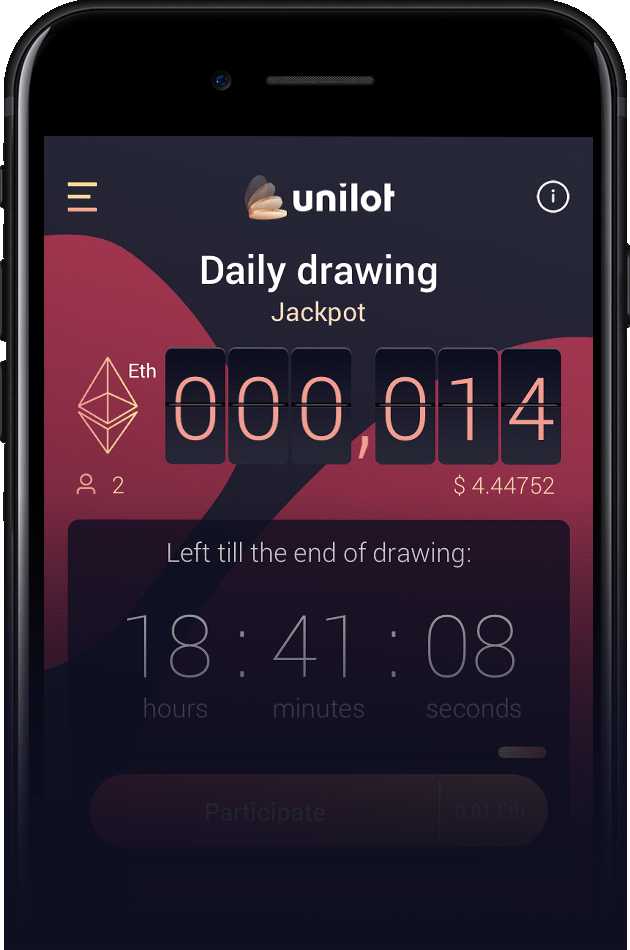 unilot
i
Daily drawing
Jackpot
Eth
000,014
2
$ 4.44752
Left till the end of drawing:
18 : 41 : 08
hours minutes seconds
Participate 0.01 Eth